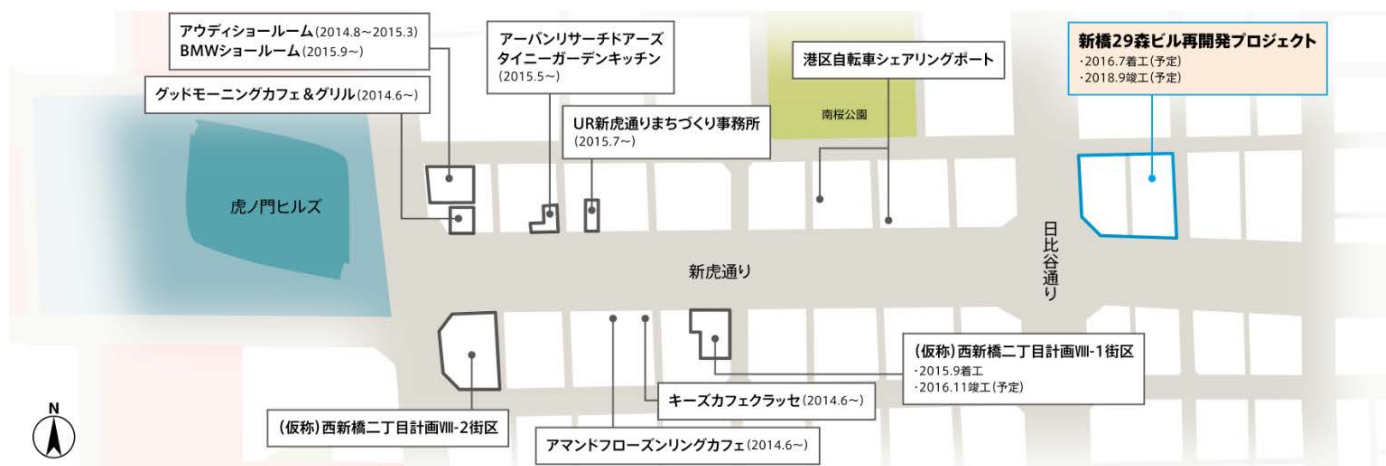 アウディショールーム(2014.8～2015.3)
BMWショールーム(2015.9～)
グッドモーニングカフェ＆グリル(2014.6～)
アーバンリサーチドアーズ
タイニーガーデンキッチン
(2015.5～)
UR新虎通りまちづくり事務所
(2015.7～)
港区自転車シェアリングポート
南桜公園
新橋29森ビル再開発プロジェクト
・2016.7着工(予定)
・2018.9竣工(予定)
虎ノ門ヒルズ
新虎通り
日比谷通り
(仮称)西新橋二丁目計画Ⅷ-1街区
・2015.9着工
・2016.11竣工(予定)
キーズカフェクラッセ(2014.6～)
(仮称)西新橋二丁目計画Ⅷ-2街区
アマンドフローズンリングカフェ(2014.6～)
N